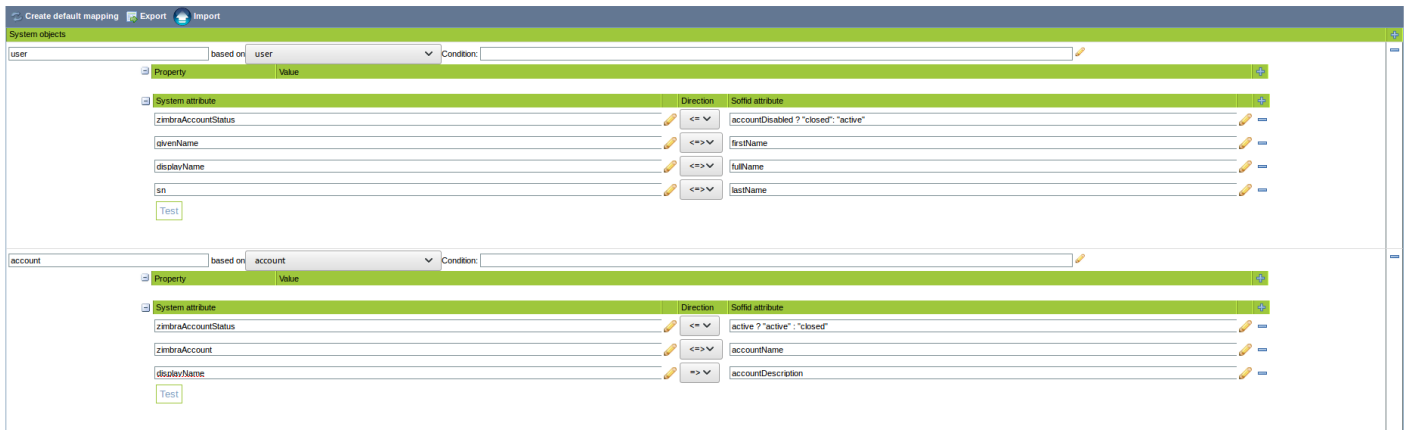 Create default mapping Export Import
System objects
user based on user Condition:
Property Value
System attribute Direction Soffid attribute
zimbraAccountStatus <= accountDisabled ? "closed": "active"
givenName <=> firstName
displayName <=> fullName
sn <=> lastName
Test
account based on account Condition:
Property Value
System attribute Direction Soffid attribute
zimbraAccountStatus <= active ? "active" : "closed"
zimbraAccount <=> accountName
displayName => accountDescription
Test